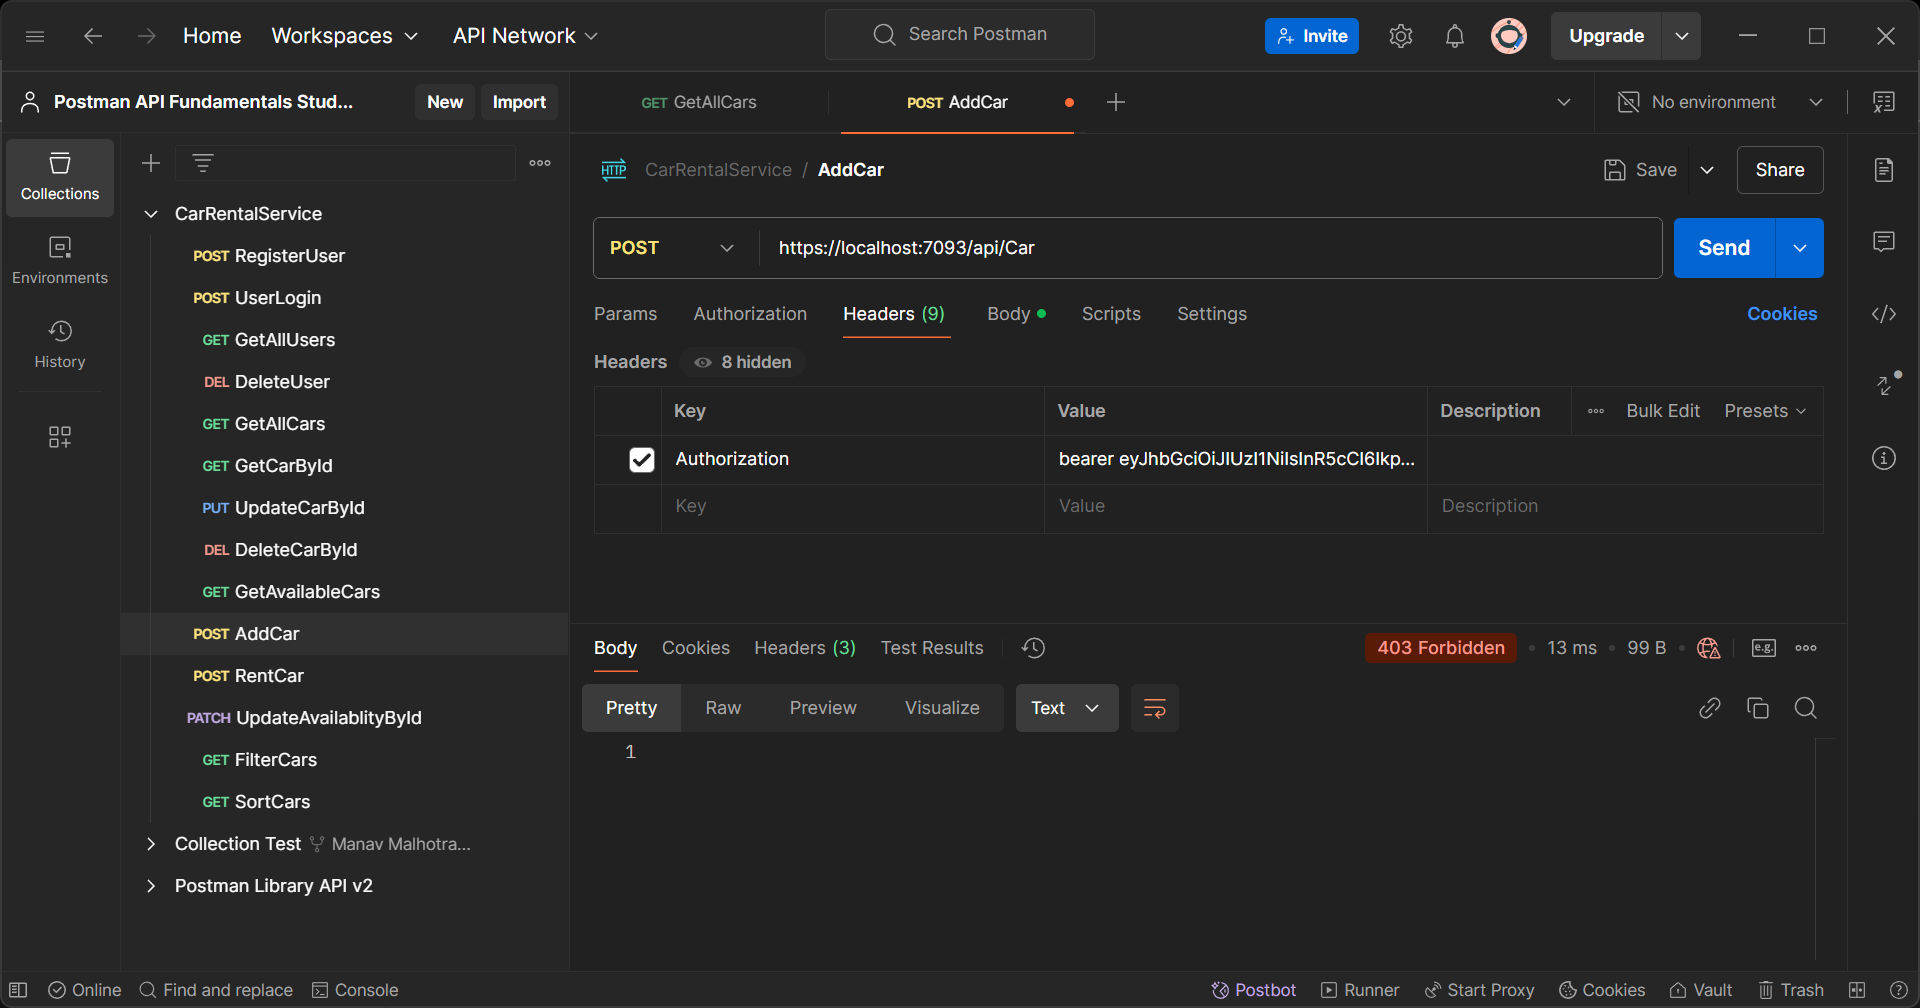 Home Workspaces API Network Search Postman Invite Upgrade
Postman API Fundamentals Stud... New Import GET GetAllCars POST AddCar No environment
Collections
Environments
History
CarRentalService
POST RegisterUser
POST UserLogin
GET GetAllUsers
DEL DeleteUser
GET GetAllCars
GET GetCarById
PUT UpdateCarById
DEL DeleteCarById
GET GetAvailableCars
POST AddCar
POST RentCar
PATCH UpdateAvailablityById
GET FilterCars
GET SortCars
Collection Test Manav Malhotra...
Postman Library API v2
HTTP CarRentalService / AddCar Save Share
POST https://localhost:7093/api/Car Send
Params Authorization Headers (9) Body Scripts Settings Cookies
Headers 8 hidden
Key Value Description Bulk Edit Presets
Authorization bearer eyJhbGciOiJIUzI1NiIsInR5cCI6Ikp...
Key Value Description
Body Cookies Headers (3) Test Results 403 Forbidden 13 ms 99 B e.g.
Pretty Raw Preview Visualize Text
1
Online Find and replace Console Postbot Runner Start Proxy Cookies Vault Trash